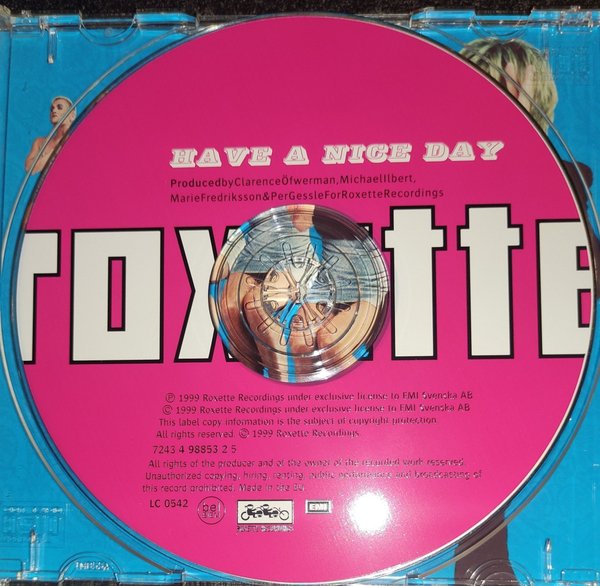 HAVE A NICE DAY
ProducedbyClarenceÖfwerman,MichaelIlbert,
MarieFredriksson&PerGessleForRoxetteRecordings
roxette
℗ 1999 Roxette Recordings under exclusive license to EMI Svenska AB
© 1999 Roxette Recordings under exclusive license to EMI Svenska AB
This label copy information is the subject of copyright protection.
All rights reserved. © 1999 Roxette Recordings.
7243 4 98853 2 5
All rights of the producer and of the owner of the recorded work reserved.
Unauthorized copying, hiring, renting, public performance and broadcasting of
this record prohibited. Made in the EU.
LC 0542
EMI